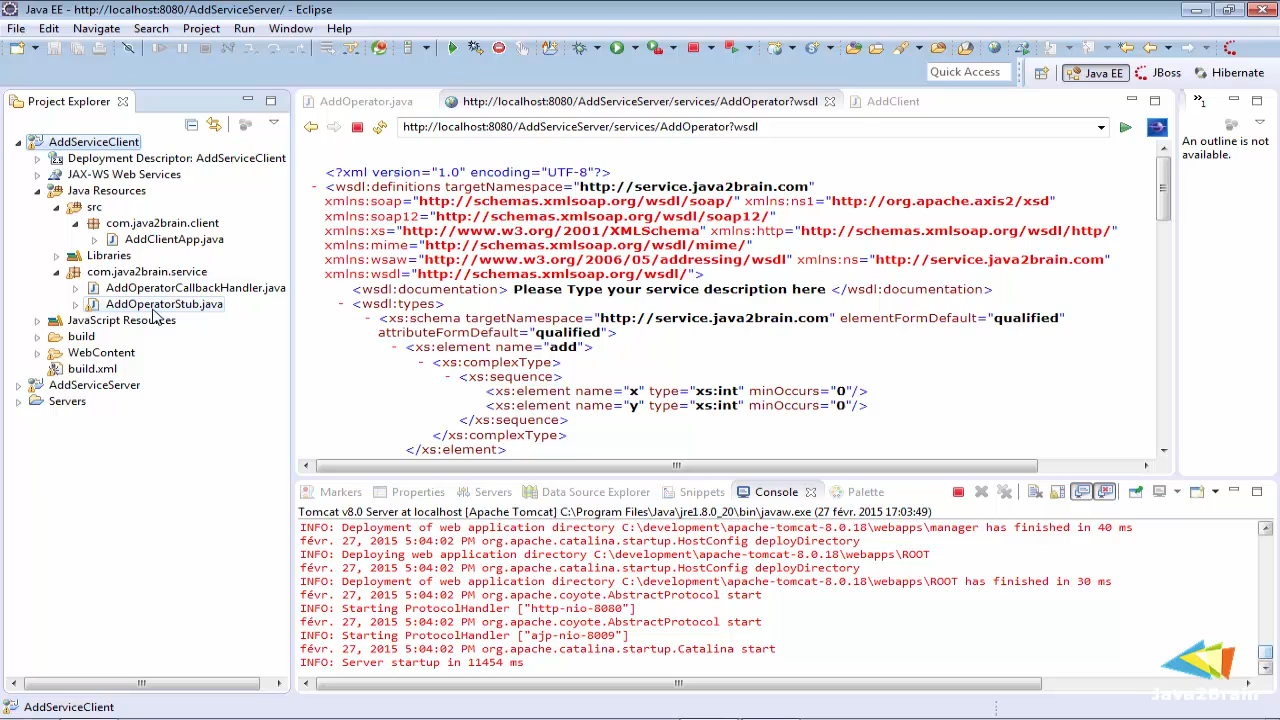 Java EE - http://localhost:8080/AddServiceServer/ - Eclipse
File Edit Navigate Search Project Run Window Help
Quick Access
Java EE JBoss Hibernate
Project Explorer
AddServiceClient
Deployment Descriptor: AddServiceClient
JAX-WS Web Services
Java Resources
src
com.java2brain.client
AddClientApp.java
Libraries
com.java2brain.service
AddOperatorCallbackHandler.java
AddOperatorStub.java
JavaScript Resources
build
WebContent
build.xml
AddServiceServer
Servers
AddOperator.java http://localhost:8080/AddServiceServer/services/AddOperator?wsdl AddClient
http://localhost:8080/AddServiceServer/services/AddOperator?wsdl
<?xml version="1.0" encoding="UTF-8"?>
- <wsdl:definitions targetNamespace="http://service.java2brain.com"
xmlns:soap="http://schemas.xmlsoap.org/wsdl/soap/" xmlns:ns1="http://org.apache.axis2/xsd"
xmlns:soap12="http://schemas.xmlsoap.org/wsdl/soap12/"
xmlns:xs="http://www.w3.org/2001/XMLSchema" xmlns:http="http://schemas.xmlsoap.org/wsdl/http/"
xmlns:mime="http://schemas.xmlsoap.org/wsdl/mime/"
xmlns:wsaw="http://www.w3.org/2006/05/addressing/wsdl" xmlns:ns="http://service.java2brain.com"
xmlns:wsdl="http://schemas.xmlsoap.org/wsdl/">
<wsdl:documentation> Please Type your service description here </wsdl:documentation>
- <wsdl:types>
- <xs:schema targetNamespace="http://service.java2brain.com" elementFormDefault="qualified"
attributeFormDefault="qualified">
- <xs:element name="add">
- <xs:complexType>
- <xs:sequence>
<xs:element name="x" type="xs:int" minOccurs="0"/>
<xs:element name="y" type="xs:int" minOccurs="0"/>
</xs:sequence>
</xs:complexType>
</xs:element>
»1
An outline is not
available.
Markers Properties Servers Data Source Explorer Snippets Console Palette
Tomcat v8.0 Server at localhost [Apache Tomcat] C:\Program Files\Java\jre1.8.0_20\bin\javaw.exe (27 févr. 2015 17:03:49)
INFO: Deployment of web application directory C:\development\apache-tomcat-8.0.18\webapps\manager has finished in 40 ms
févr. 27, 2015 5:04:02 PM org.apache.catalina.startup.HostConfig deployDirectory
INFO: Deploying web application directory C:\development\apache-tomcat-8.0.18\webapps\ROOT
févr. 27, 2015 5:04:02 PM org.apache.catalina.startup.HostConfig deployDirectory
INFO: Deployment of web application directory C:\development\apache-tomcat-8.0.18\webapps\ROOT has finished in 30 ms
févr. 27, 2015 5:04:02 PM org.apache.coyote.AbstractProtocol start
INFO: Starting ProtocolHandler ["http-nio-8080"]
févr. 27, 2015 5:04:02 PM org.apache.coyote.AbstractProtocol start
INFO: Starting ProtocolHandler ["ajp-nio-8009"]
févr. 27, 2015 5:04:02 PM org.apache.catalina.startup.Catalina start
INFO: Server startup in 11454 ms
Java2Brain
AddServiceClient